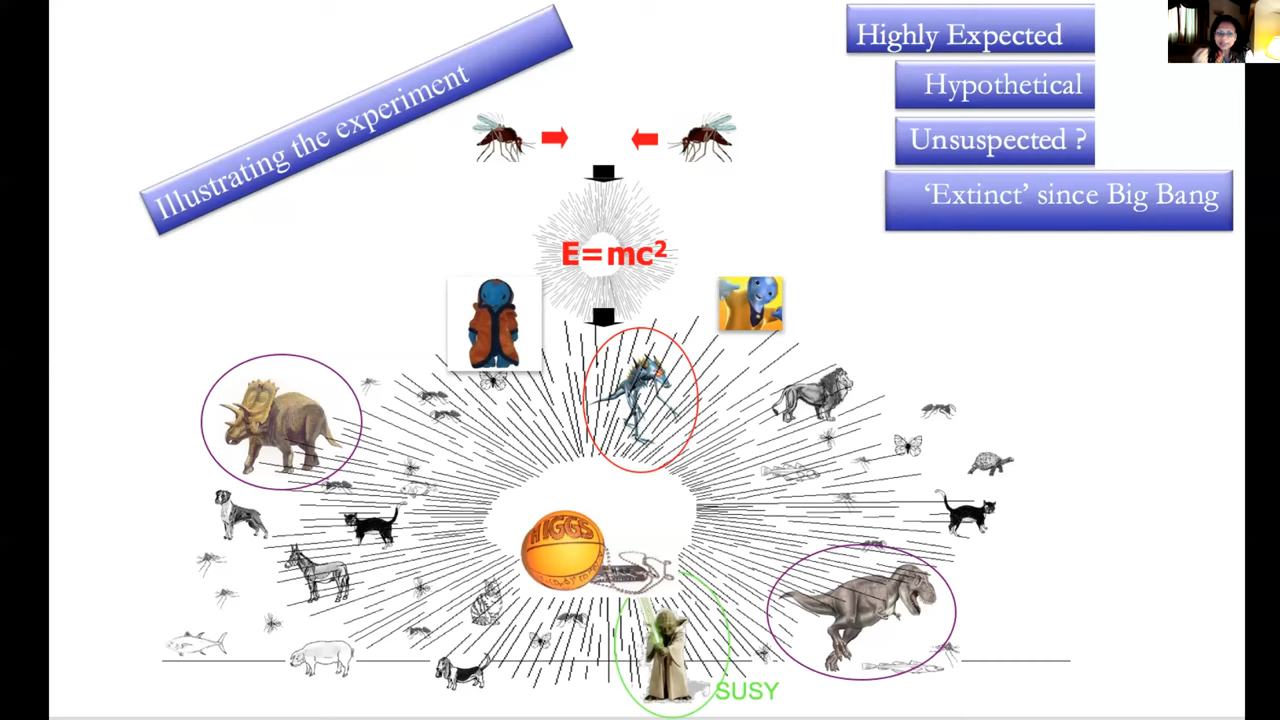 Illustrating the experiment
Highly Expected
Hypothetical
Unsuspected ?
‘Extinct’ since Big Bang
E=mc²
HIGGS
SUSY